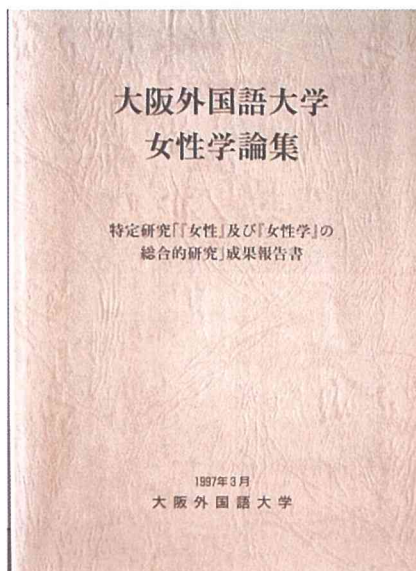 大阪外国語大学
女性学論集
特定研究「『女性』及び『女性学』の
総合的研究」成果報告書
1997年3月
大阪外国語大学